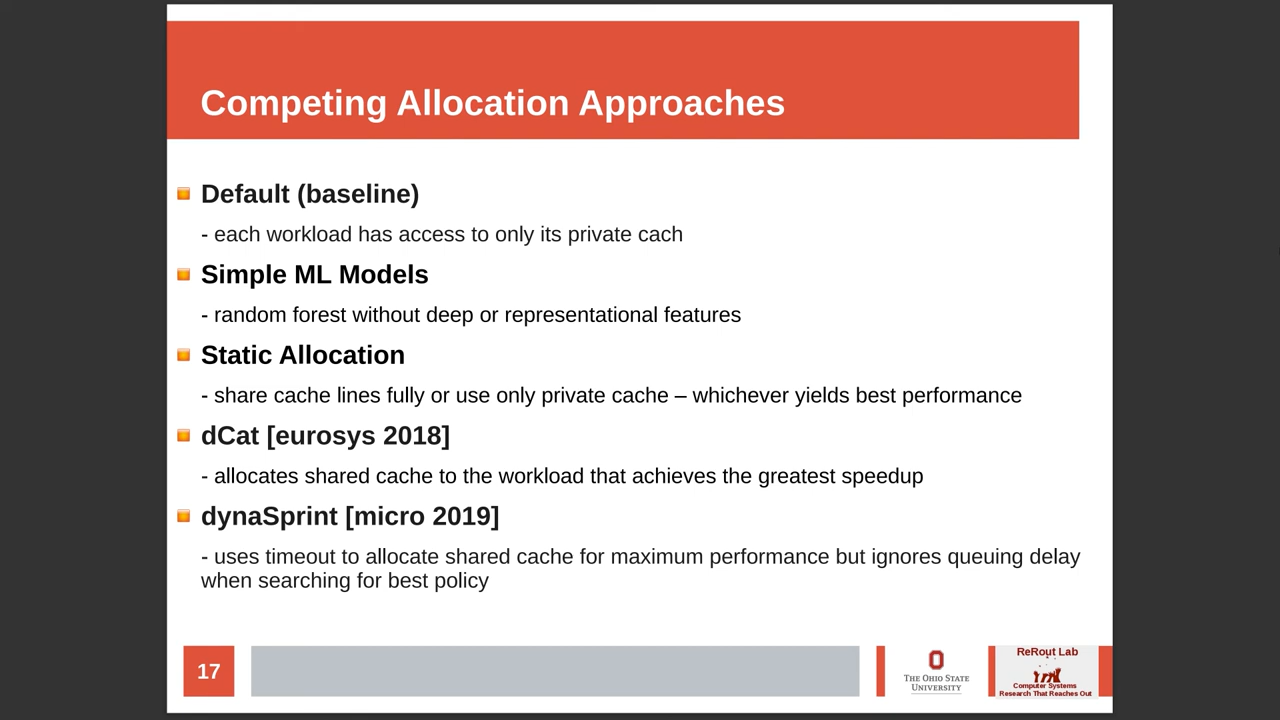 Competing Allocation Approaches
Default (baseline)
- each workload has access to only its private cach
Simple ML Models
- random forest without deep or representational features
Static Allocation
- share cache lines fully or use only private cache – whichever yields best performance
dCat [eurosys 2018]
- allocates shared cache to the workload that achieves the greatest speedup
dynaSprint [micro 2019]
- uses timeout to allocate shared cache for maximum performance but ignores queuing delay
when searching for best policy
17
THE OHIO STATE
UNIVERSITY
ReRout Lab
Computer Systems
Research That Reaches Out